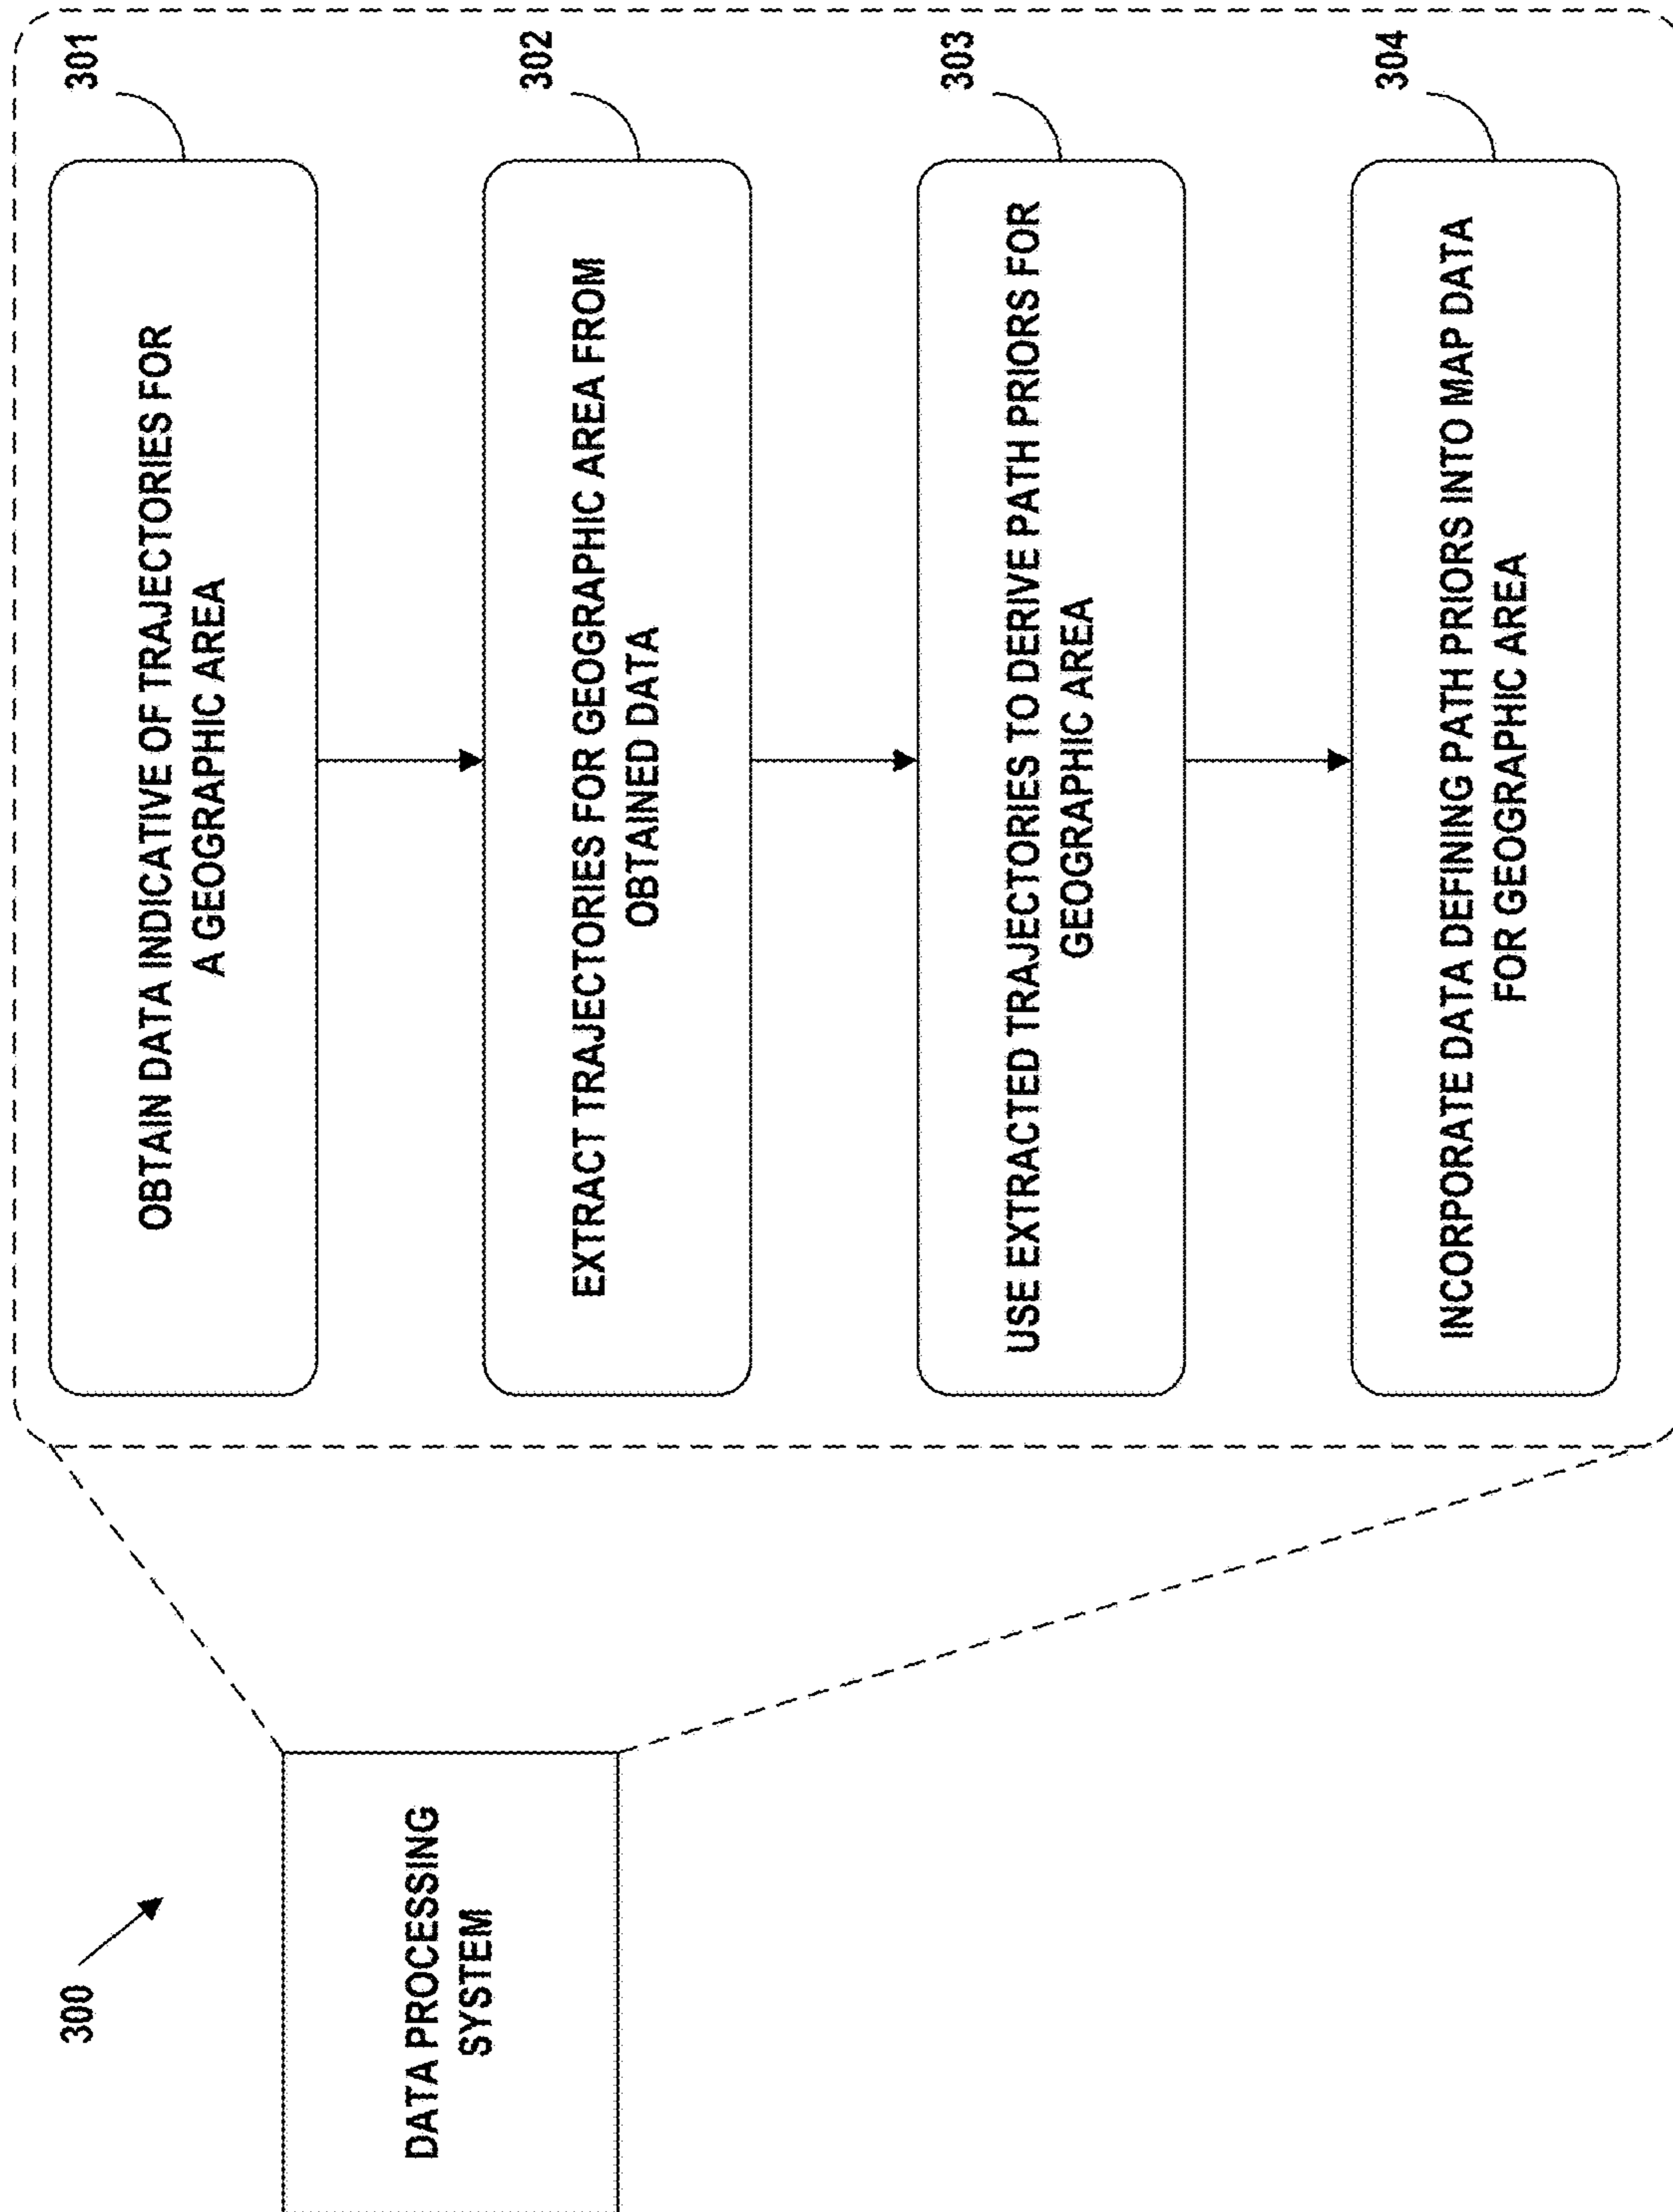 300
DATA PROCESSING
SYSTEM
301
OBTAIN DATA INDICATIVE OF TRAJECTORIES FOR
A GEOGRAPHIC AREA
302
EXTRACT TRAJECTORIES FOR GEOGRAPHIC AREA FROM
OBTAINED DATA
303
USE EXTRACTED TRAJECTORIES TO DERIVE PATH PRIORS FOR
GEOGRAPHIC AREA
304
INCORPORATE DATA DEFINING PATH PRIORS INTO MAP DATA
FOR GEOGRAPHIC AREA